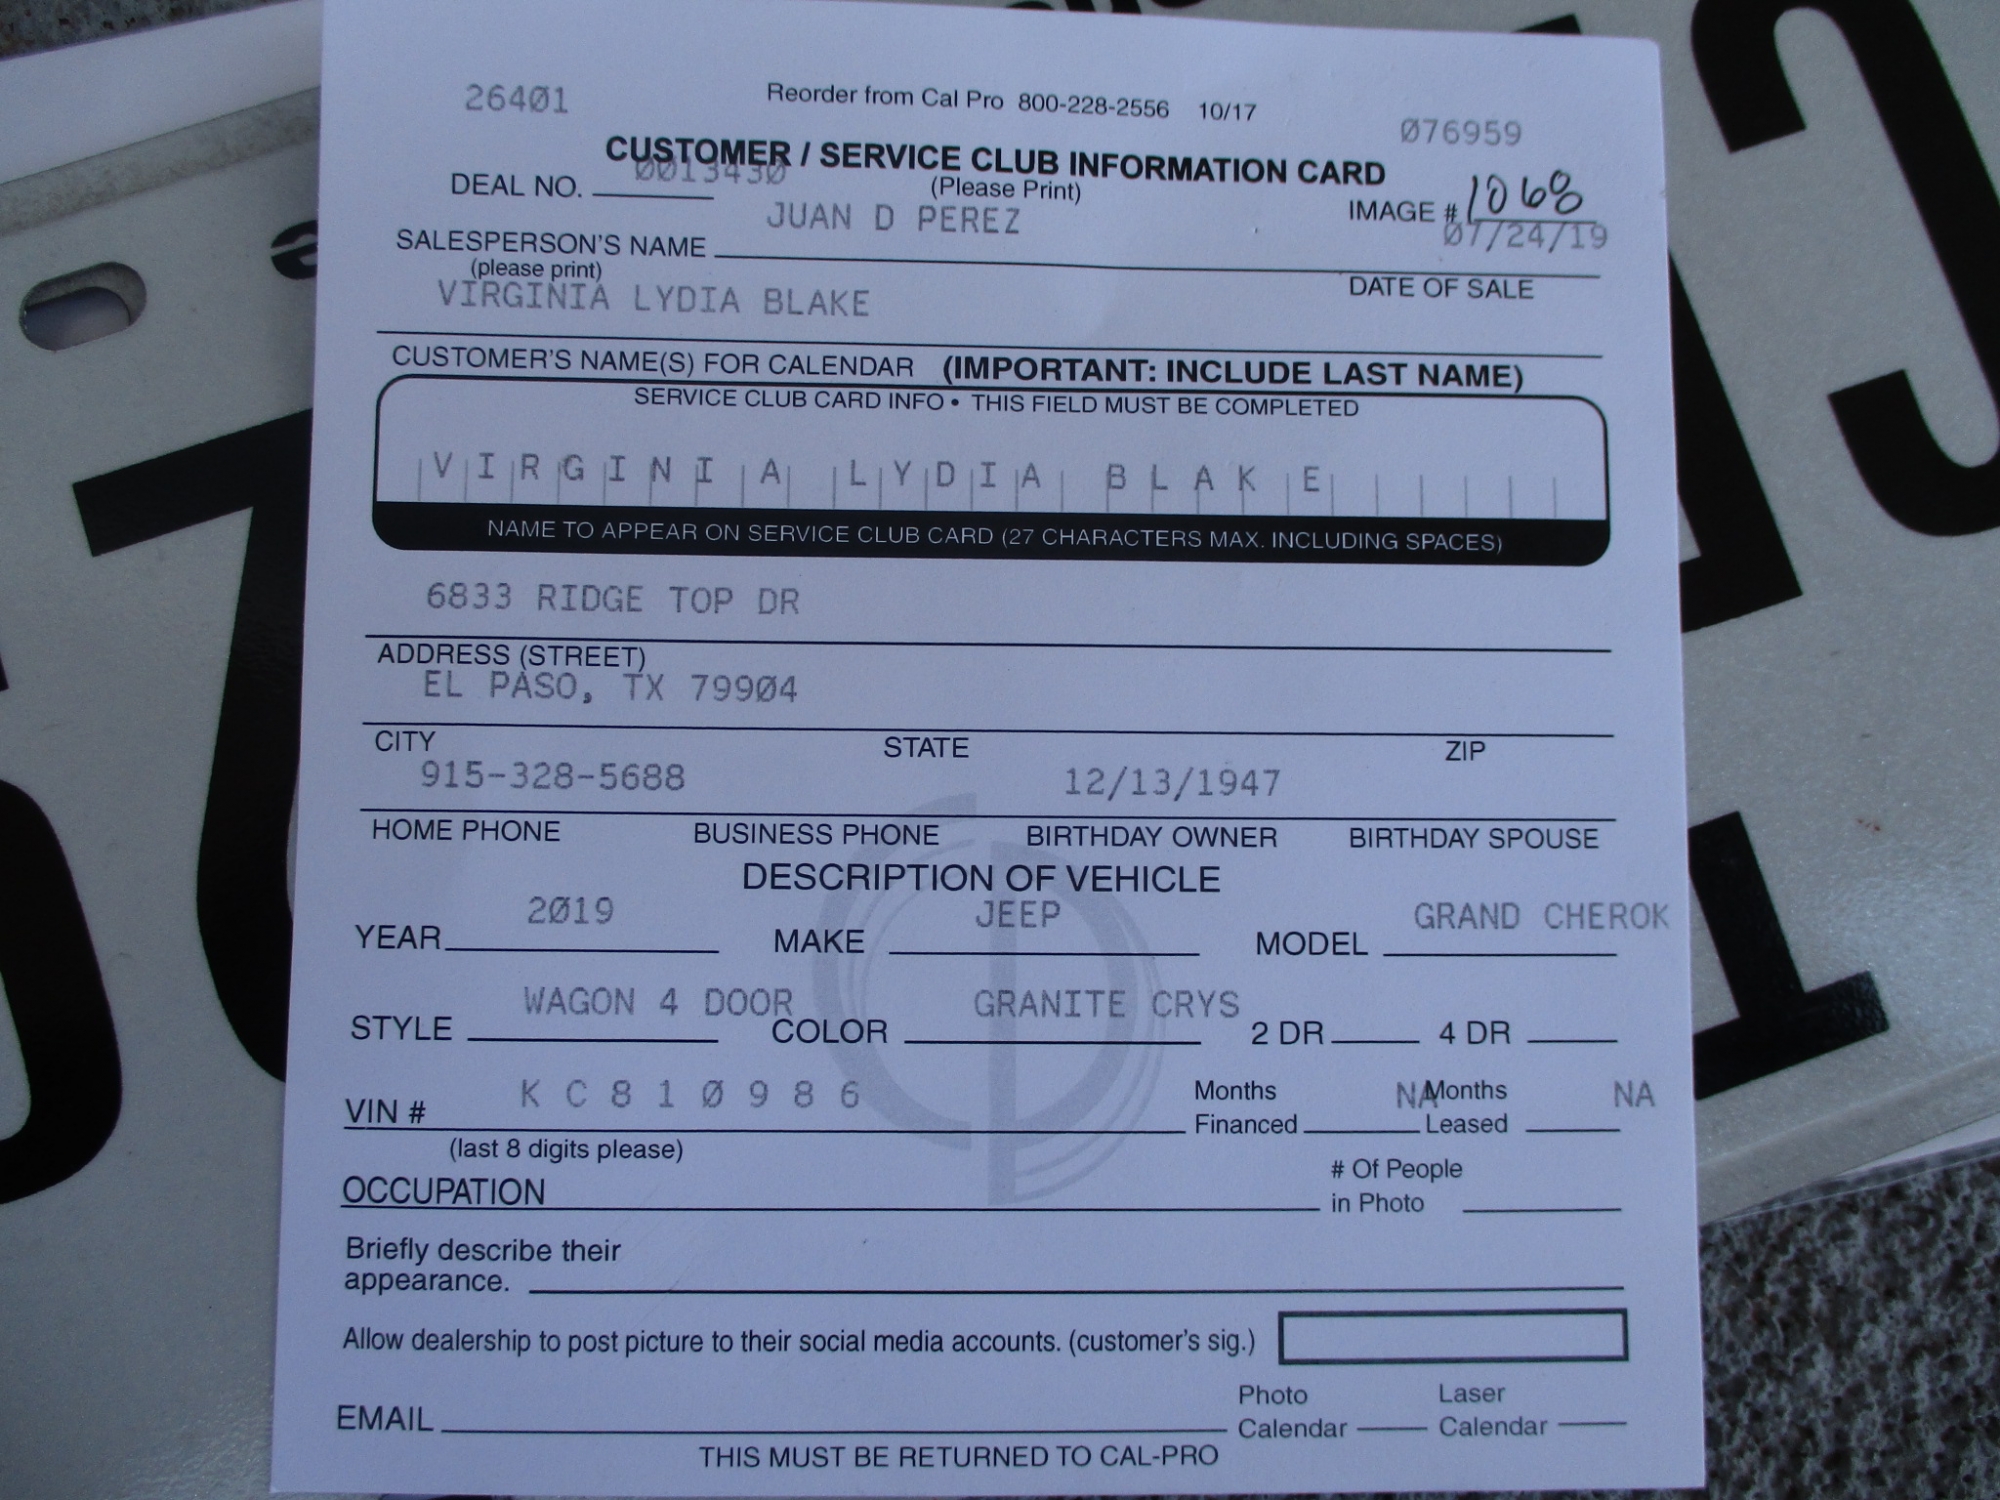 26401
Reorder from Cal Pro 800-228-2556 10/17
Ø76959
CUSTOMER / SERVICE CLUB INFORMATION CARD
DEAL NO. ØØ1343Ø
(Please Print)
IMAGE # 1068
JUAN D PEREZ
07/24/19
SALESPERSON'S NAME
(please print)
DATE OF SALE
VIRGINIA LYDIA BLAKE
CUSTOMER'S NAME(S) FOR CALENDAR (IMPORTANT: INCLUDE LAST NAME)
SERVICE CLUB CARD INFO • THIS FIELD MUST BE COMPLETED
VIRGINIA LYDIA BLAKE
NAME TO APPEAR ON SERVICE CLUB CARD (27 CHARACTERS MAX. INCLUDING SPACES)
6833 RIDGE TOP DR
ADDRESS (STREET)
EL PASO, TX 799Ø4
CITY STATE ZIP
915-328-5688 12/13/1947
HOME PHONE BUSINESS PHONE BIRTHDAY OWNER BIRTHDAY SPOUSE
DESCRIPTION OF VEHICLE
YEAR 2Ø19 MAKE JEEP MODEL GRAND CHEROK
STYLE WAGON 4 DOOR COLOR GRANITE CRYS 2 DR 4 DR
VIN # K C 8 1 Ø 9 8 6 Months Financed NA Months Leased NA
(last 8 digits please)
OCCUPATION # Of People in Photo
Briefly describe their
appearance.
Allow dealership to post picture to their social media accounts. (customer's sig.)
EMAIL Photo Calendar Laser Calendar
THIS MUST BE RETURNED TO CAL-PRO